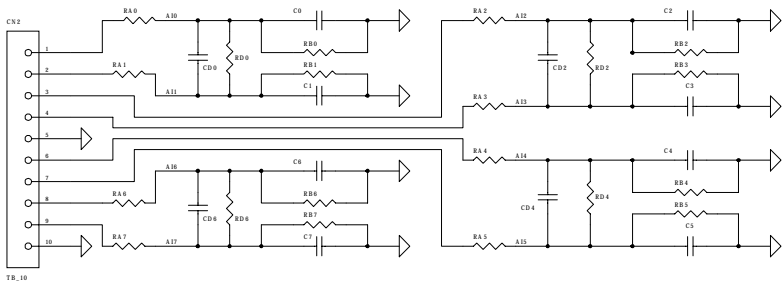 CN2
1
2
3
4
5
6
7
8
9
10
TB_10
RA0
AI0
C0
CD0
RD0
RB0
RA1
AI1
RB1
C1
RA2
AI2
C2
CD2
RD2
RB2
RA3
AI3
RB3
C3
RA4
AI4
C4
CD4
RD4
RB4
RA5
AI5
RB5
C5
RA6
AI6
C6
CD6
RD6
RB6
RA7
AI7
RB7
C7